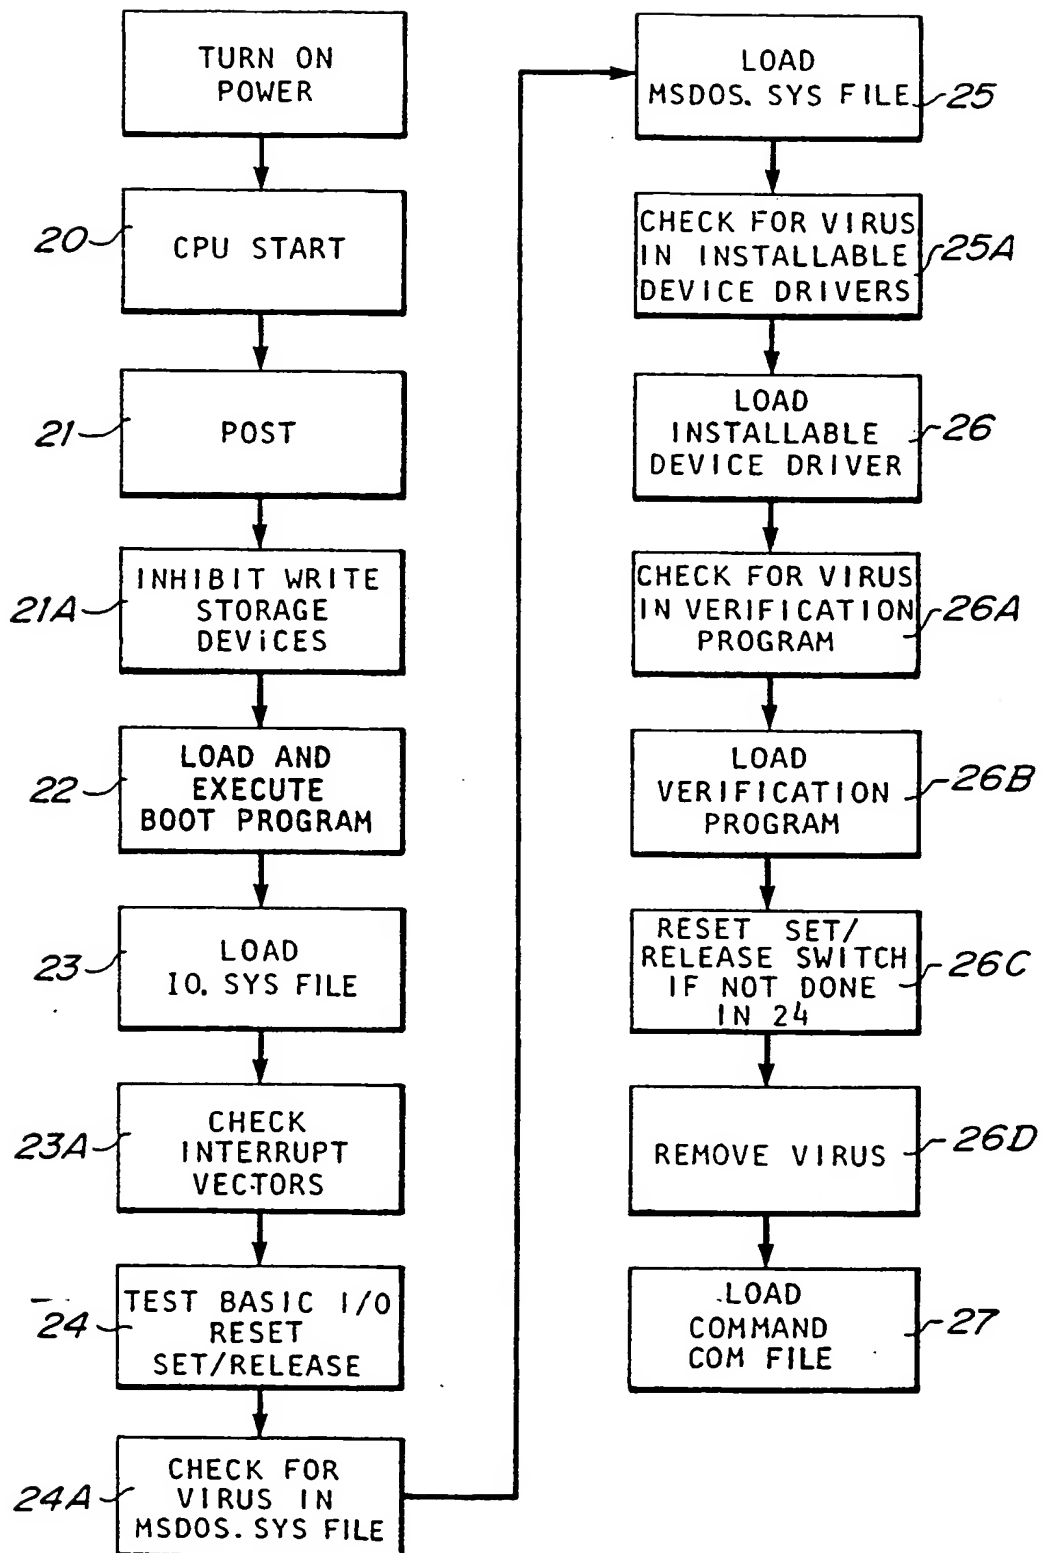 TURN ON
POWER
20
CPU START
21
POST
21A
INHIBIT WRITE
STORAGE
DEVICES
22
LOAD AND
EXECUTE
BOOT PROGRAM
23
LOAD
IO. SYS FILE
23A
CHECK
INTERRUPT
VECTORS
24
TEST BASIC I/O
RESET
SET/RELEASE
24A
CHECK FOR
VIRUS IN
MSDOS. SYS FILE
LOAD
MSDOS. SYS FILE
25
CHECK FOR VIRUS
IN INSTALLABLE
DEVICE DRIVERS
25A
LOAD
INSTALLABLE
DEVICE DRIVER
26
CHECK FOR VIRUS
IN VERIFICATION
PROGRAM
26A
LOAD
VERIFICATION
PROGRAM
26B
RESET SET/
RELEASE SWITCH
IF NOT DONE
IN 24
26C
REMOVE VIRUS
26D
LOAD
COMMAND
COM FILE
27